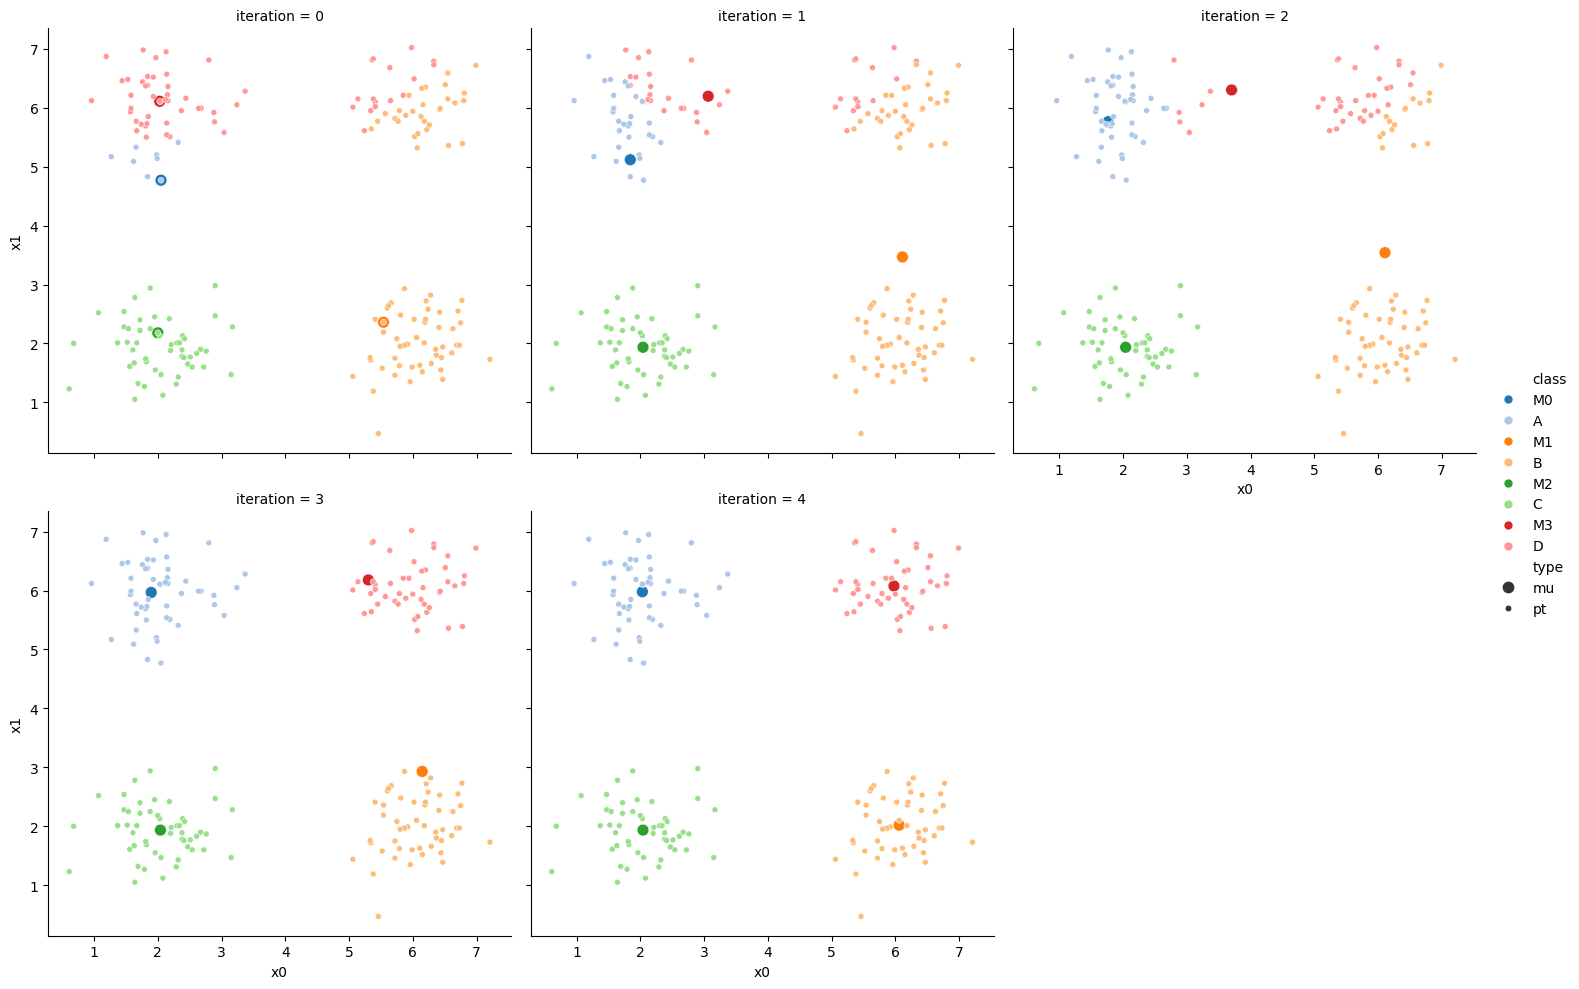 iteration = 0
iteration = 1
iteration = 2
7
6
5
4
3
2
1
x1
1 2 3 4 5 6 7
x0
iteration = 3
iteration = 4
7
6
5
4
3
2
1
x1
1 2 3 4 5 6 7
x0
1 2 3 4 5 6 7
x0
class
M0
A
M1
B
M2
C
M3
D
type
mu
pt